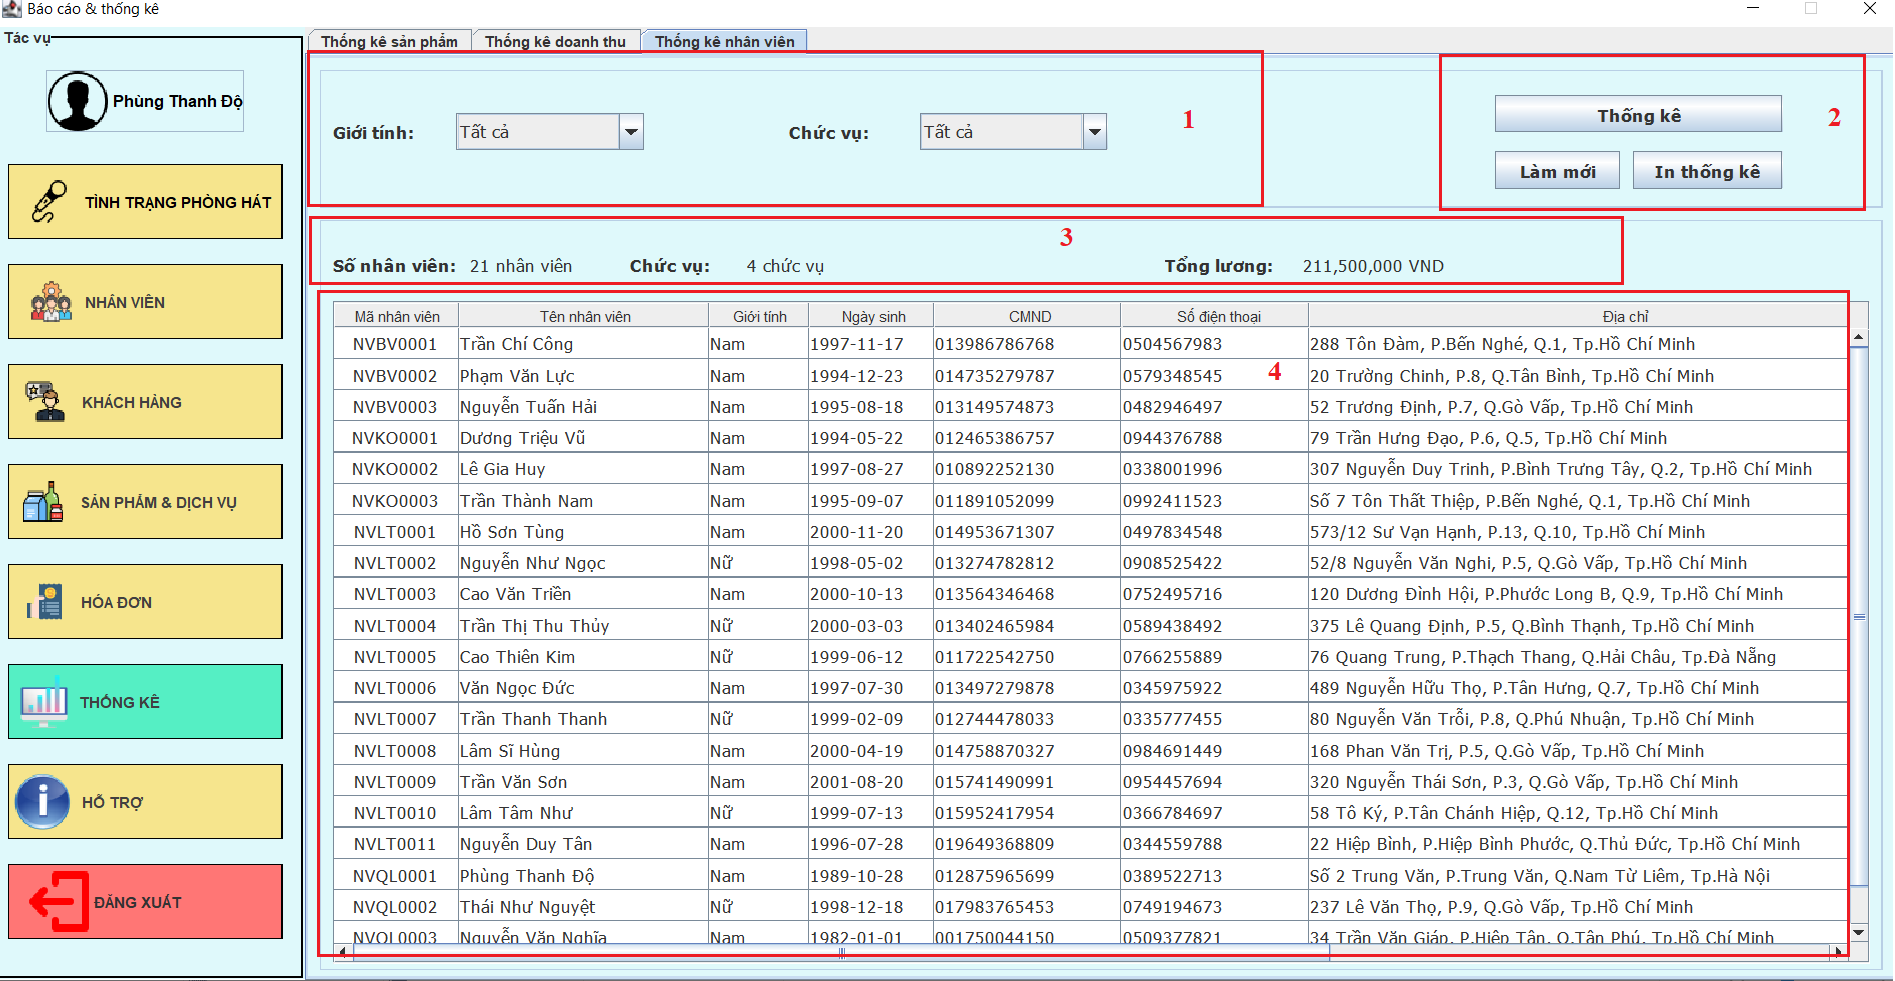 Báo cáo & thống kê
Tác vụ
Phùng Thanh Độ
TÌNH TRẠNG PHÒNG HÁT
NHÂN VIÊN
KHÁCH HÀNG
SẢN PHẨM & DỊCH VỤ
HÓA ĐƠN
THỐNG KÊ
HỖ TRỢ
ĐĂNG XUẤT
Thống kê sản phẩm Thống kê doanh thu Thống kê nhân viên
Giới tính: Tất cả Chức vụ: Tất cả 1
Thống kê 2
Làm mới In thống kê
3
Số nhân viên: 21 nhân viên Chức vụ: 4 chức vụ Tổng lương: 211,500,000 VND
Mã nhân viên Tên nhân viên Giới tính Ngày sinh CMND Số điện thoại Địa chỉ
NVBV0001 Trần Chí Công Nam 1997-11-17 013986786768 0504567983 288 Tôn Đàm, P.Bến Nghé, Q.1, Tp.Hồ Chí Minh
NVBV0002 Phạm Văn Lực Nam 1994-12-23 014735279787 0579348545 4 20 Trường Chinh, P.8, Q.Tân Bình, Tp.Hồ Chí Minh
NVBV0003 Nguyễn Tuấn Hải Nam 1995-08-18 013149574873 0482946497 52 Trương Định, P.7, Q.Gò Vấp, Tp.Hồ Chí Minh
NVKO0001 Dương Triệu Vũ Nam 1994-05-22 012465386757 0944376788 79 Trần Hưng Đạo, P.6, Q.5, Tp.Hồ Chí Minh
NVKO0002 Lê Gia Huy Nam 1997-08-27 010892252130 0338001996 307 Nguyễn Duy Trinh, P.Bình Trưng Tây, Q.2, Tp.Hồ Chí Minh
NVKO0003 Trần Thành Nam Nam 1995-09-07 011891052099 0992411523 Số 7 Tôn Thất Thiệp, P.Bến Nghé, Q.1, Tp.Hồ Chí Minh
NVLT0001 Hồ Sơn Tùng Nam 2000-11-20 014953671307 0497834548 573/12 Sư Vạn Hạnh, P.13, Q.10, Tp.Hồ Chí Minh
NVLT0002 Nguyễn Như Ngọc Nữ 1998-05-02 013274782812 0908525422 52/8 Nguyễn Văn Nghi, P.5, Q.Gò Vấp, Tp.Hồ Chí Minh
NVLT0003 Cao Văn Triền Nam 2000-10-13 013564346468 0752495716 120 Dương Đình Hội, P.Phước Long B, Q.9, Tp.Hồ Chí Minh
NVLT0004 Trần Thị Thu Thủy Nữ 2000-03-03 013402465984 0589438492 375 Lê Quang Định, P.5, Q.Bình Thạnh, Tp.Hồ Chí Minh
NVLT0005 Cao Thiên Kim Nữ 1999-06-12 011722542750 0766255889 76 Quang Trung, P.Thạch Thang, Q.Hải Châu, Tp.Đà Nẵng
NVLT0006 Văn Ngọc Đức Nam 1997-07-30 013497279878 0345975922 489 Nguyễn Hữu Thọ, P.Tân Hưng, Q.7, Tp.Hồ Chí Minh
NVLT0007 Trần Thanh Thanh Nữ 1999-02-09 012744478033 0335777455 80 Nguyễn Văn Trỗi, P.8, Q.Phú Nhuận, Tp.Hồ Chí Minh
NVLT0008 Lâm Sĩ Hùng Nam 2000-04-19 014758870327 0984691449 168 Phan Văn Trị, P.5, Q.Gò Vấp, Tp.Hồ Chí Minh
NVLT0009 Trần Văn Sơn Nam 2001-08-20 015741490991 0954457694 320 Nguyễn Thái Sơn, P.3, Q.Gò Vấp, Tp.Hồ Chí Minh
NVLT0010 Lâm Tâm Như Nữ 1999-07-13 015952417954 0366784697 58 Tô Ký, P.Tân Chánh Hiệp, Q.12, Tp.Hồ Chí Minh
NVLT0011 Nguyễn Duy Tân Nam 1996-07-28 019649368809 0344559788 22 Hiệp Bình, P.Hiệp Bình Phước, Q.Thủ Đức, Tp.Hồ Chí Minh
NVQL0001 Phùng Thanh Độ Nam 1989-10-28 012875965699 0389522713 Số 2 Trung Văn, P.Trung Văn, Q.Nam Từ Liêm, Tp.Hà Nội
NVQL0002 Thái Như Nguyệt Nữ 1998-12-18 017983765453 0749194673 237 Lê Văn Thọ, P.9, Q.Gò Vấp, Tp.Hồ Chí Minh
NVQL0003 Nguyễn Văn Nghĩa Nam 1982-01-01 001750044150 0509377821 34 Trần Văn Giáp, P.Hiệp Tân, Q.Tân Phú, Tp.Hồ Chí Minh